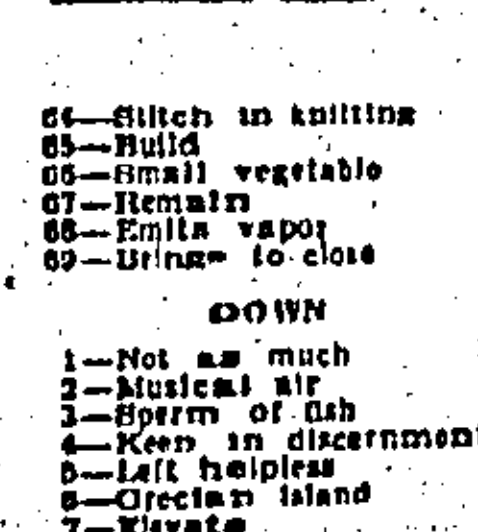 64—Stitch in knitting
65—Build
66—Small vegetable
67—Remain
68—Emits vapor
69—Brings to close
DOWN
1—Not as much
2—Musical air
3—Sperm of fish
4—Keen in discernment
5—Left helpless
6—Grecian island
7—Elevate